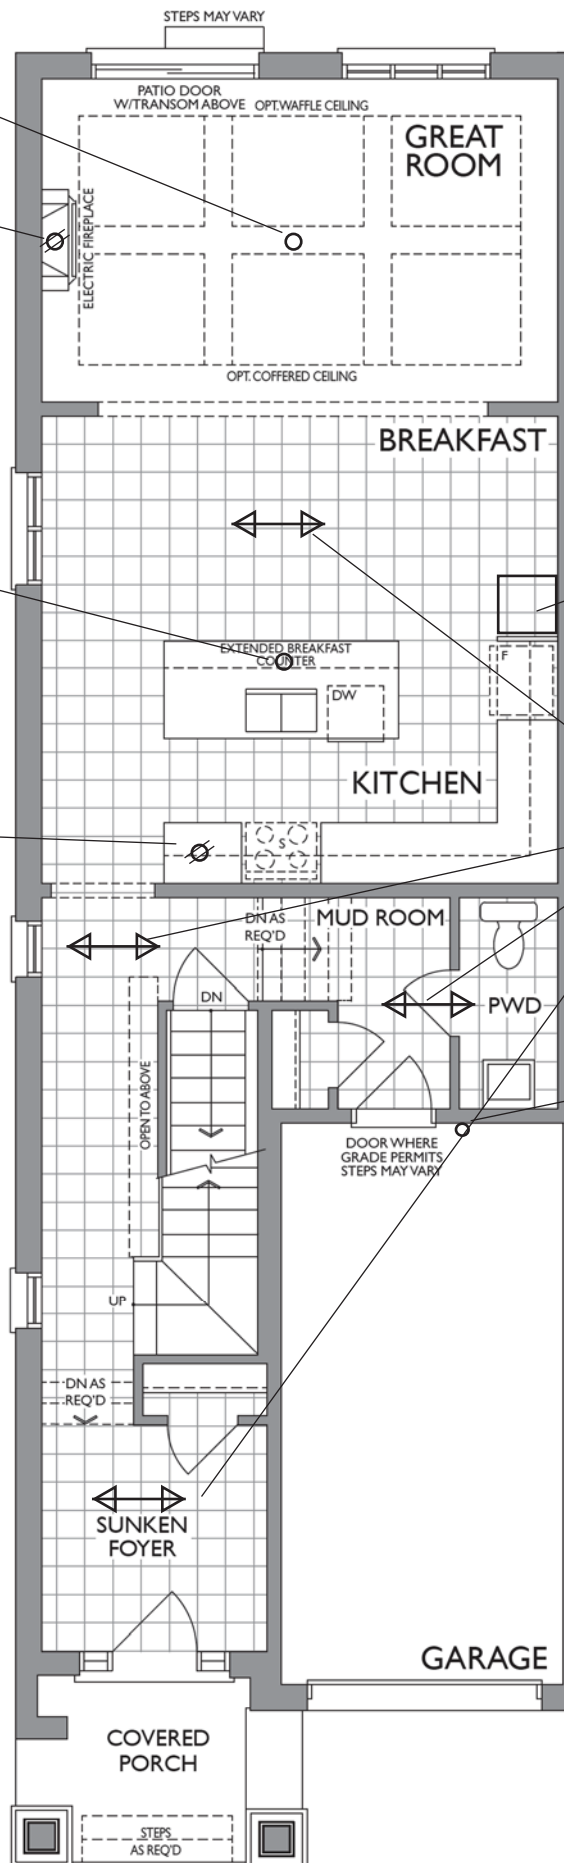 STEPS MAY VARY
PATIO DOOR
W/TRANSOM ABOVE
OPT. WAFFLE CEILING
GREAT
ROOM
ELECTRIC FIREPLACE
OPT. COFFERED CEILING
BREAKFAST
EXTENDED BREAKFAST
COUNTER
F
DW
KITCHEN
S
DN AS
REQ'D
MUD ROOM
DN
PWD
OPEN TO ABOVE
DOOR WHERE
GRADE PERMITS
STEPS MAY VARY
UP
DN AS
REQ'D
SUNKEN
FOYER
GARAGE
COVERED
PORCH
STEPS
AS REQ'D